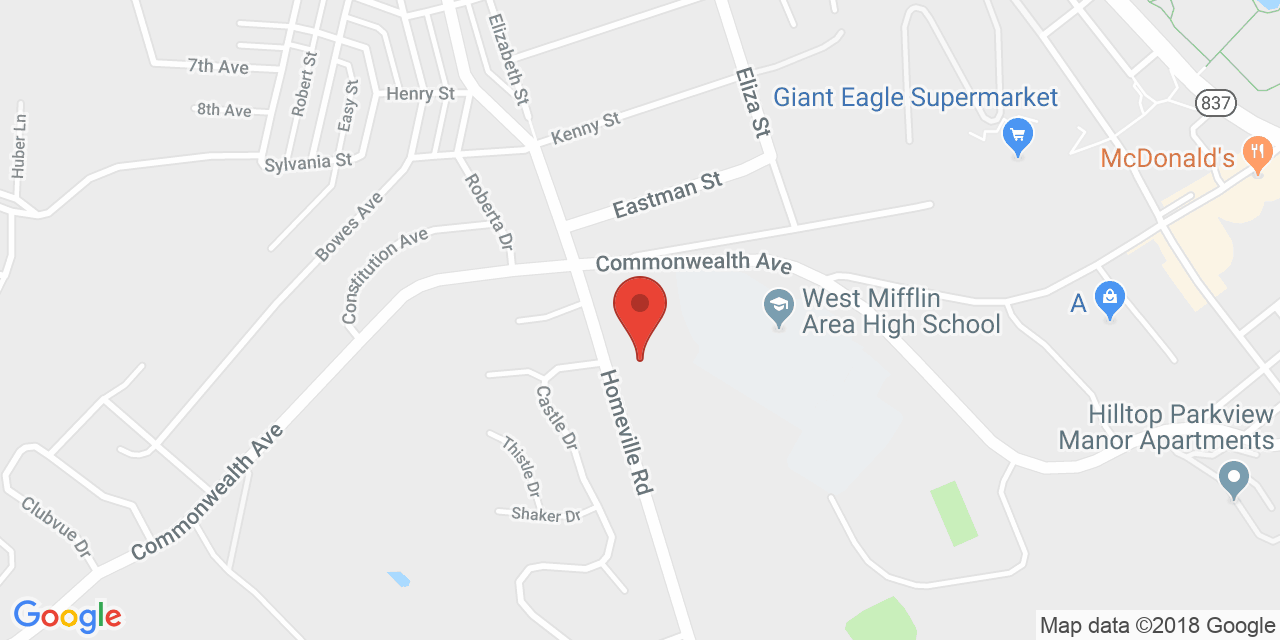 Elizabeth St
7th Ave
Robert St
Easy St
Henry St
Eliza St
Giant Eagle Supermarket
837
8th Ave
Kenny St
Huber Ln
Sylvania St
McDonald's
Roberta Dr
Eastman St
Bowes Ave
Constitution Ave
Commonwealth Ave
West Mifflin
Area High School
A
Homeville Rd
Castle Dr
Hilltop Parkview
Manor Apartments
Thistle Dr
Commonwealth Ave
Shaker Dr
Clubvue Dr
Google
Map data ©2018 Google